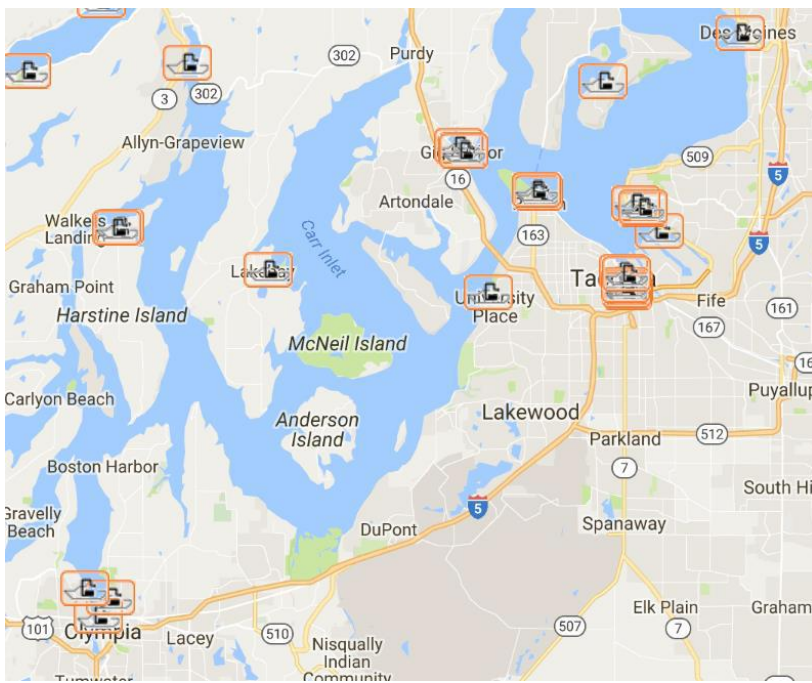 Des
302
Purdy
302
3
Allyn-Grapeview
509
5
16
Artondale
163
Walkers
Landing
Carr Inlet
5
Graham Point
University
Place
Fife
Harstine Island
161
167
McNeil Island
16
Carlyon Beach
Puyallup
Anderson
Island
Lakewood
512
Parkland
Boston Harbor
7
South Hi
5
Gravelly
Beach
DuPont
Spanaway
Elk Plain
Graham
101
Olympia
Lacey
510
507
7
Nisqually
Indian
Community
Tumwater